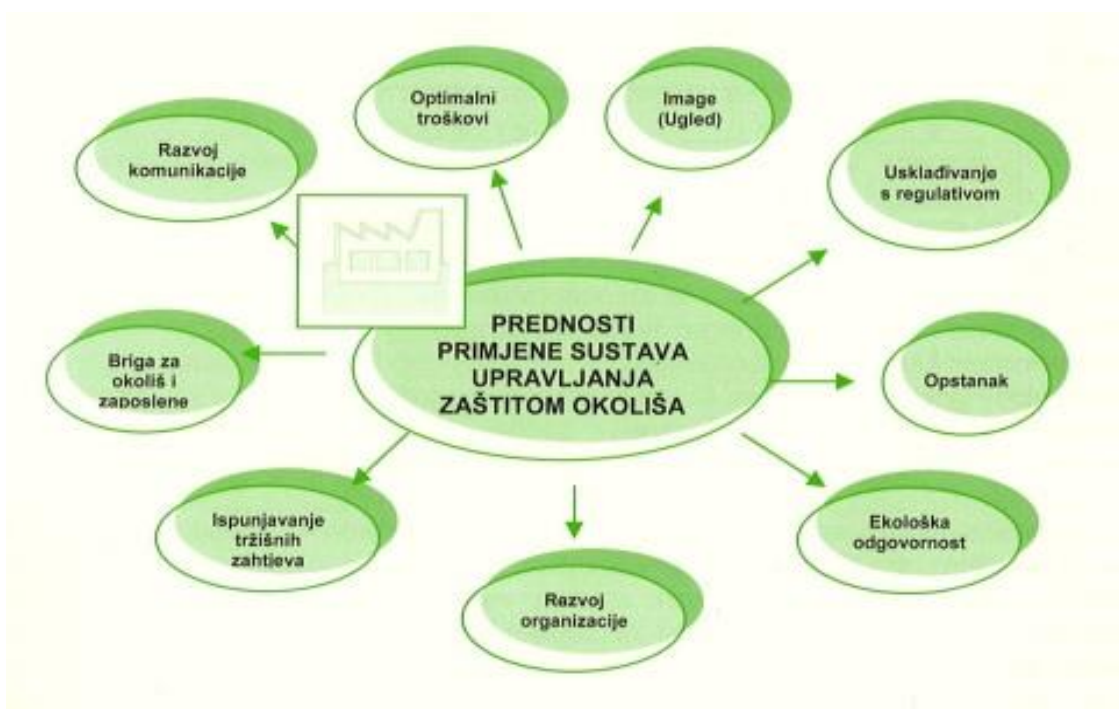 Optimalni
troškovi
Image
(Ugled)
Razvoj
komunikacije
Usklađivanje
s regulativom
PREDNOSTI
PRIMJENE SUSTAVA
UPRAVLJANJA
ZAŠTITOM OKOLIŠA
Briga za
okoliš i
zaposlene
Opstanak
Ispunjavanje
tržišnih
zahtjeva
Ekološka
odgovornost
Razvoj
organizacije